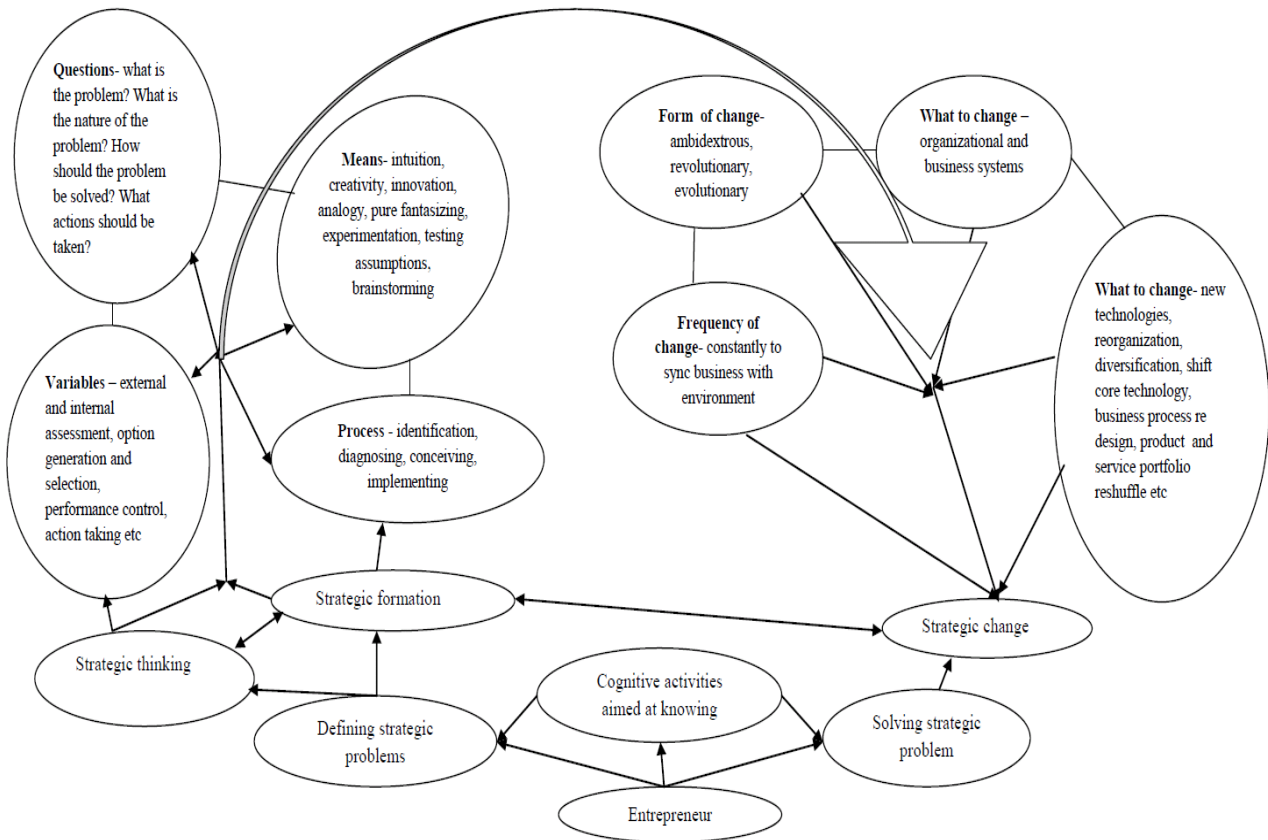 Questions- what is
the problem? What is
the nature of the
problem? How
should the problem
be solved? What
actions should be
taken?
Means- intuition,
creativity, innovation,
analogy, pure fantasizing,
experimentation, testing
assumptions,
brainstorming
Form of change-
ambidextrous,
revolutionary,
evolutionary
What to change –
organizational and
business systems
Variables – external
and internal
assessment, option
generation and
selection,
performance control,
action taking etc
Process - identification,
diagnosing, conceiving,
implementing
Frequency of
change- constantly to
sync business with
environment
What to change- new
technologies,
reorganization,
diversification, shift
core technology,
business process re
design, product and
service portfolio
reshuffle etc
Strategic formation
Strategic change
Strategic thinking
Cognitive activities
aimed at knowing
Defining strategic
problems
Solving strategic
problem
Entrepreneur